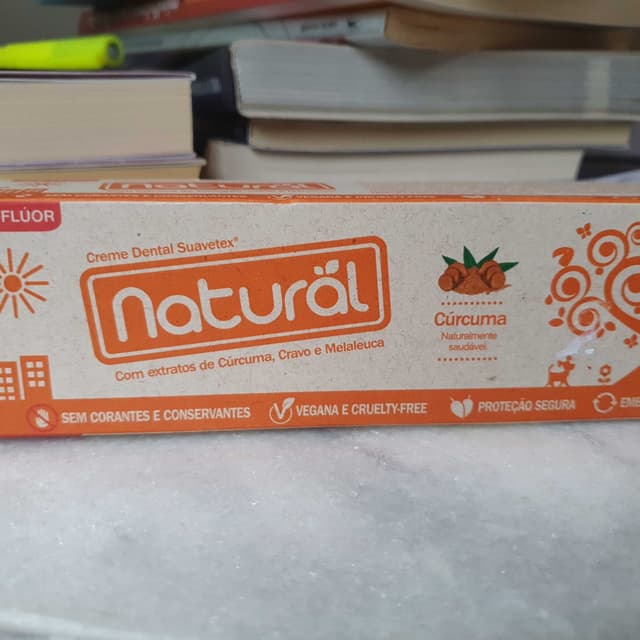 FLÚOR
Creme Dental Suavetex®
Naturäl
Com extratos de Cúrcuma, Cravo e Melaleuca
Cúrcuma
Naturalmente
saudável
SEM CORANTES E CONSERVANTES
VEGANA E CRUELTY-FREE
PROTEÇÃO SEGURA